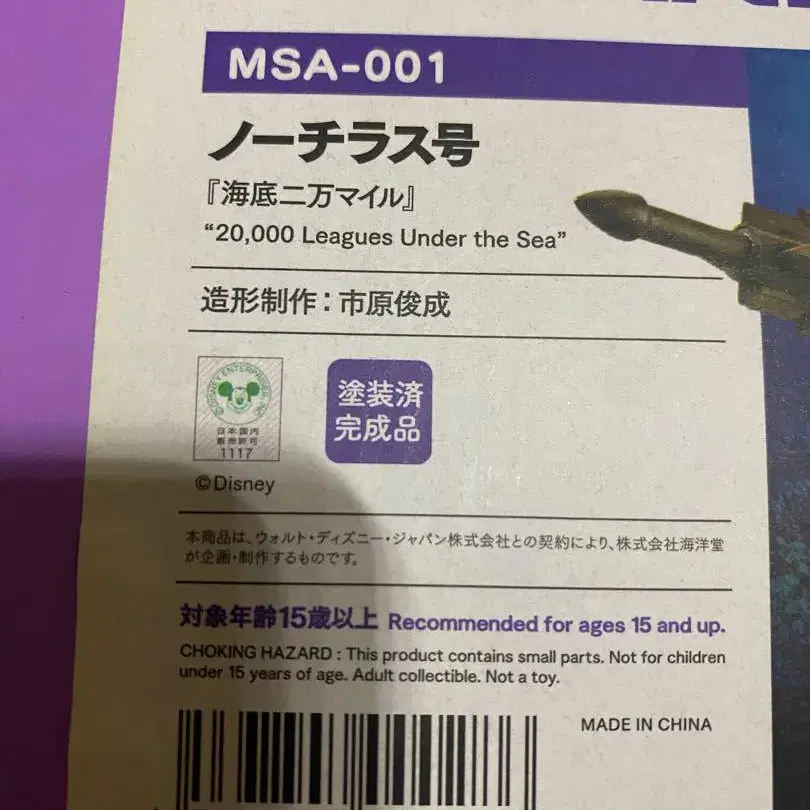 MSA-001
ノーチラス号
『海底二万マイル』
“20,000 Leagues Under the Sea”
造形制作：市原俊成
©DISNEY ENTERPRISES, INC.
日本国内
販売許可
1117
塗装済
完成品
©Disney
本商品は、ウォルト・ディズニー・ジャパン株式会社との契約により、株式会社海洋堂
が企画・制作するものです。
対象年齢15歳以上 Recommended for ages 15 and up.
CHOKING HAZARD : This product contains small parts. Not for children
under 15 years of age. Adult collectible. Not a toy.
MADE IN CHINA